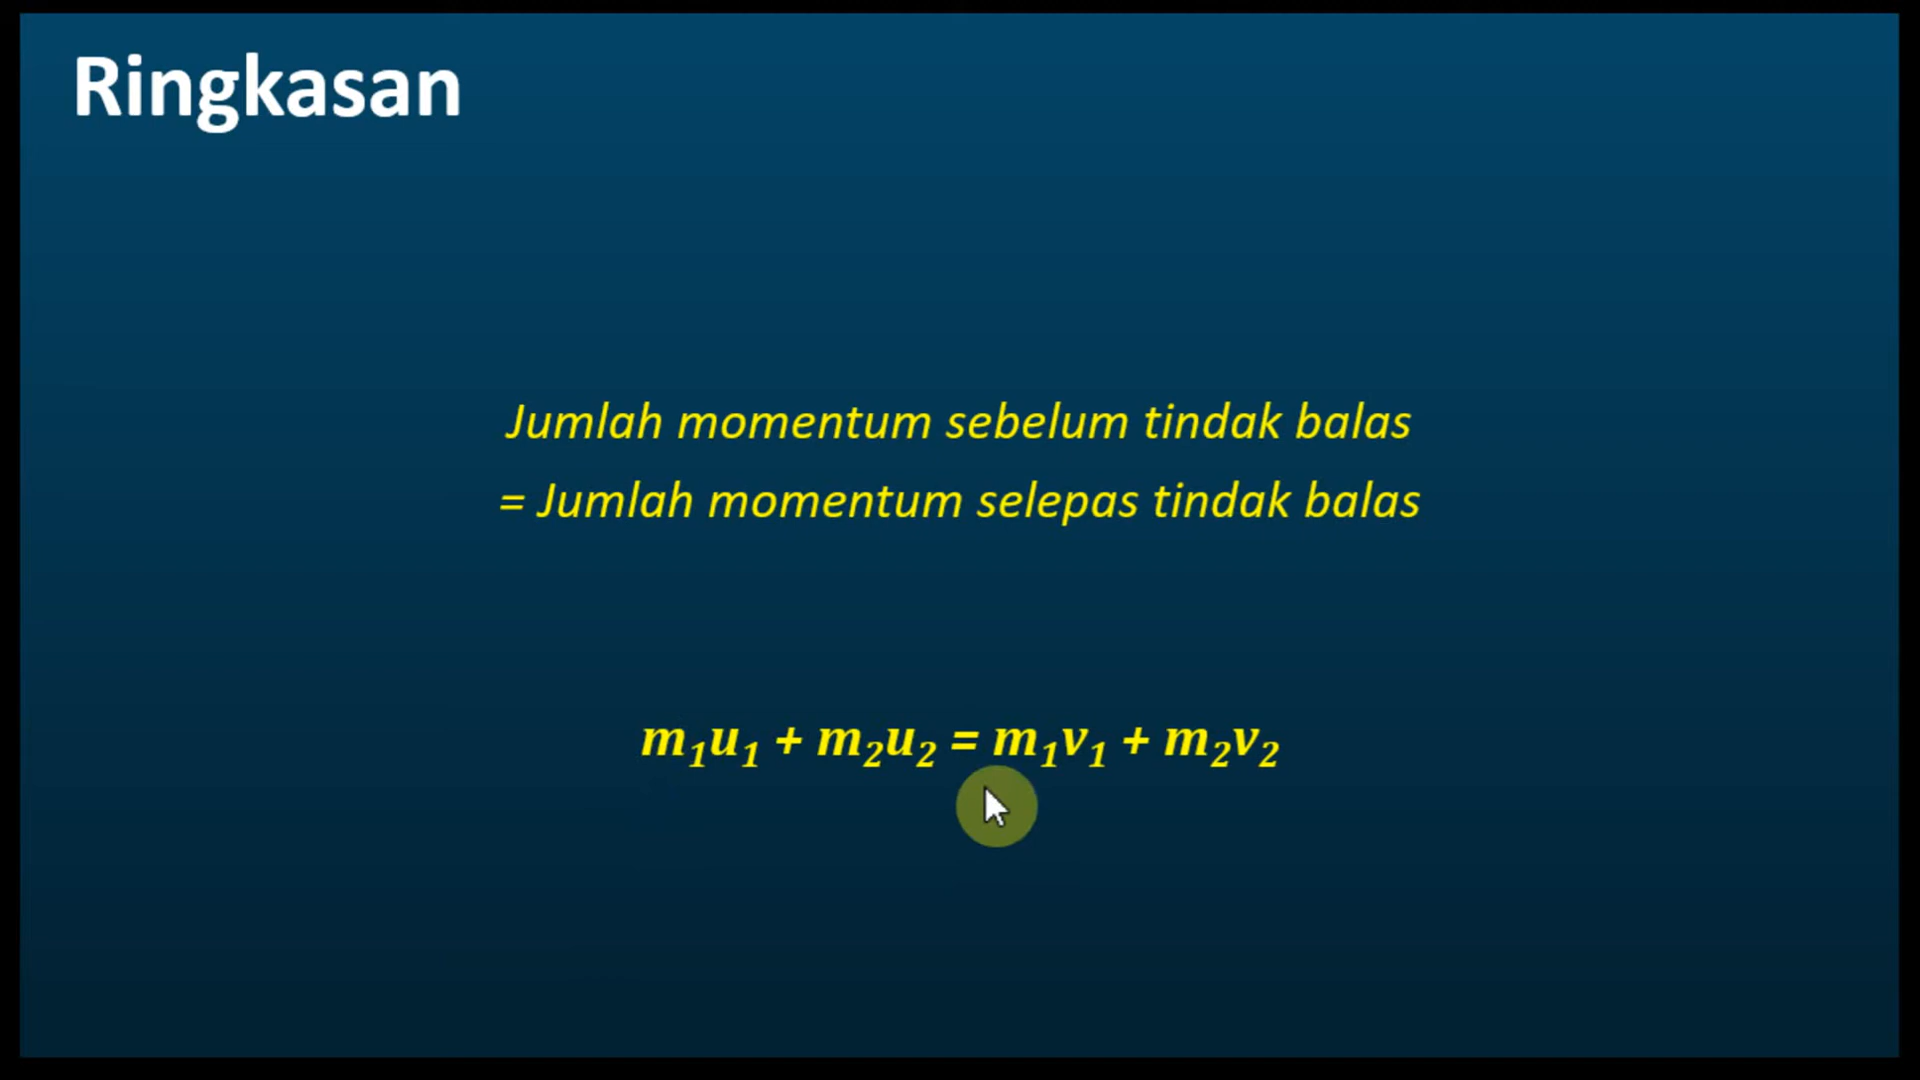 Ringkasan
Jumlah momentum sebelum tindak balas
= Jumlah momentum selepas tindak balas
m₁u₁ + m₂u₂ = m₁v₁ + m₂v₂